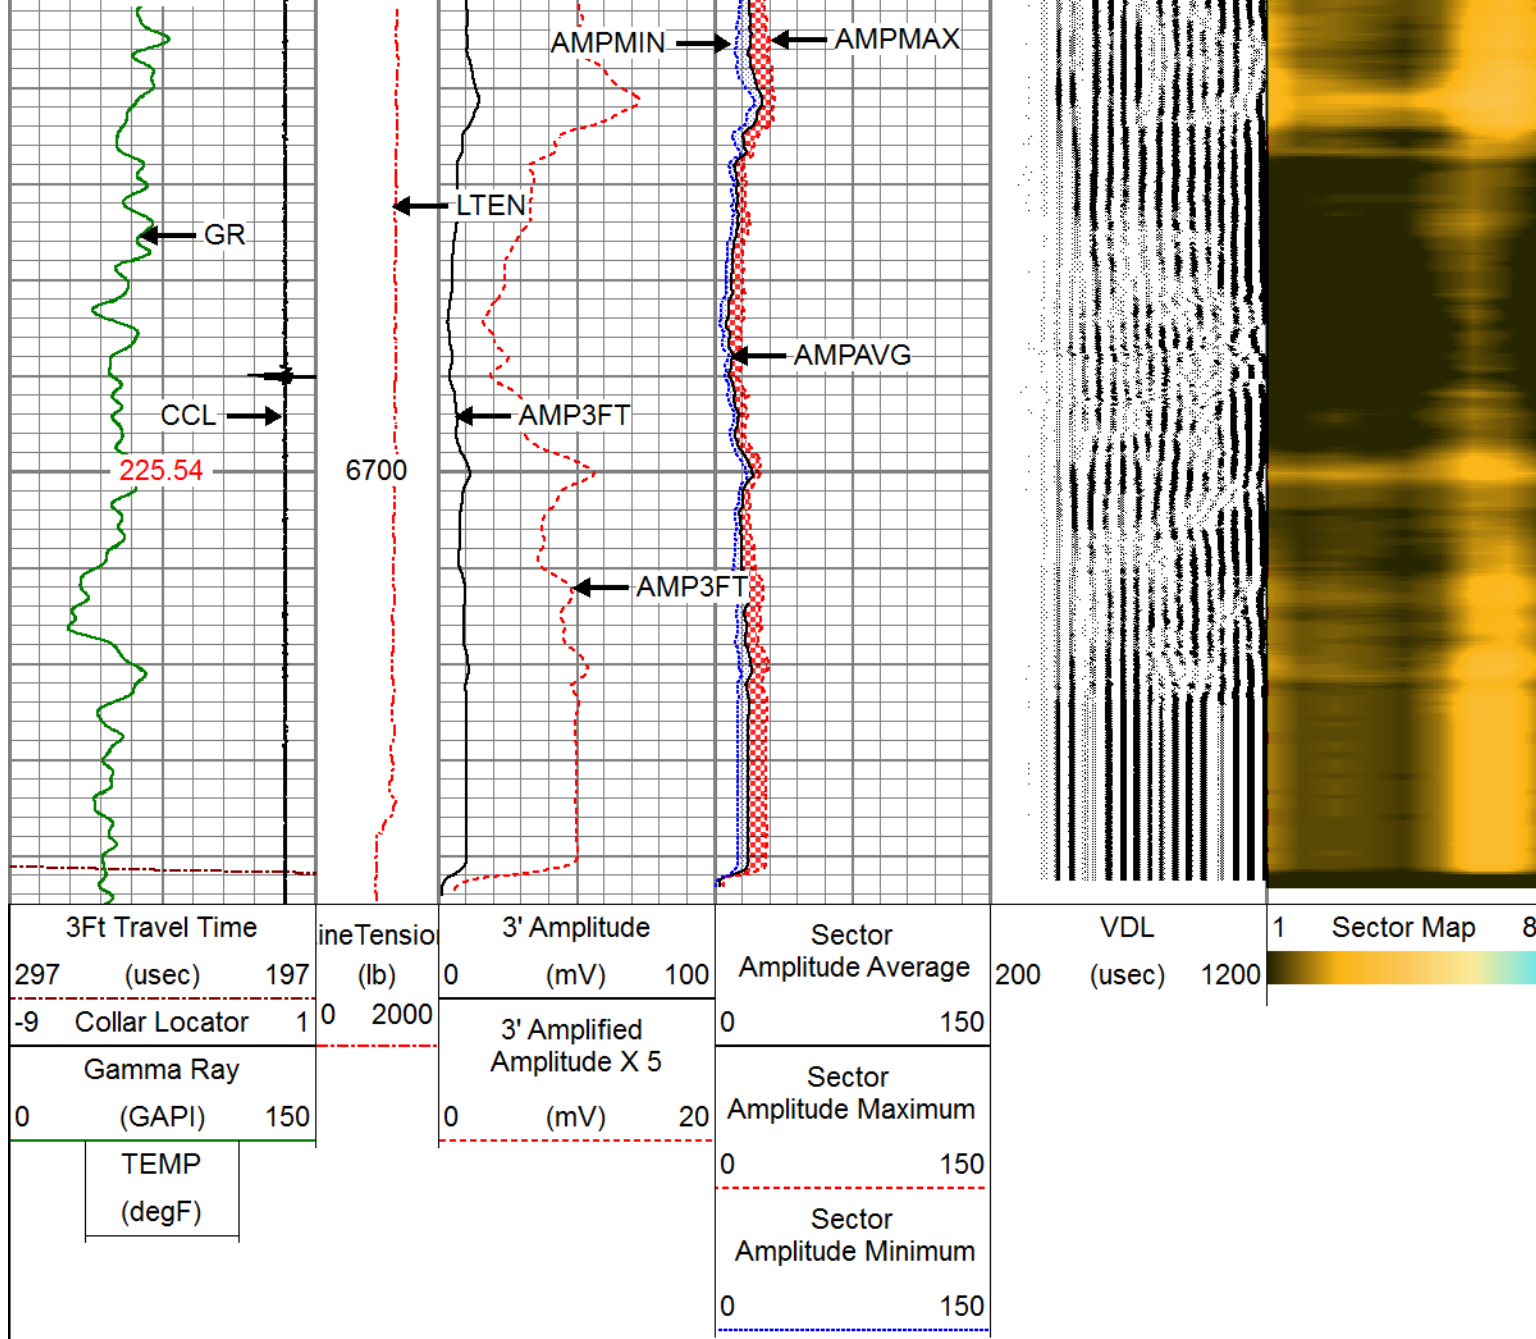 AMPMIN
AMPMAX
LTEN
GR
AMPAVG
CCL
AMP3FT
225.54
6700
AMP3FT
3Ft Travel Time
297 (usec) 197
-9 Collar Locator 1
Gamma Ray
0 (GAPI) 150
TEMP
(degF)
ineTension
(lb)
0 2000
3' Amplitude
0 (mV) 100
3' Amplified
Amplitude X 5
0 (mV) 20
Sector
Amplitude Average
0 150
Sector
Amplitude Maximum
0 150
Sector
Amplitude Minimum
0 150
VDL
200 (usec) 1200
1 Sector Map 8